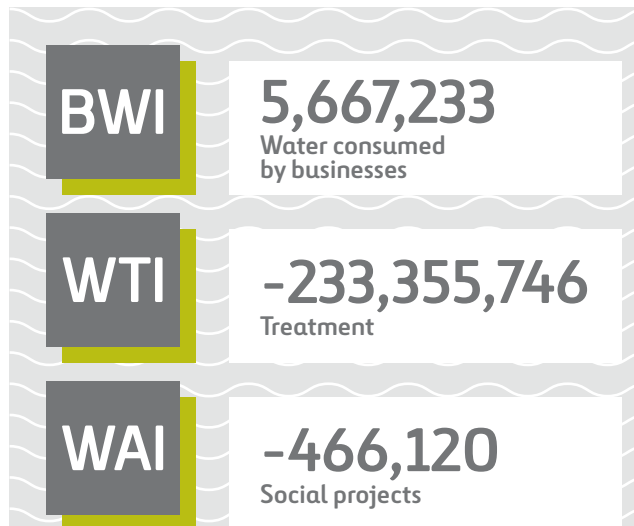 BWI
5,667,233
Water consumed
by businesses
WTI
-233,355,746
Treatment
WAI
-466,120
Social projects